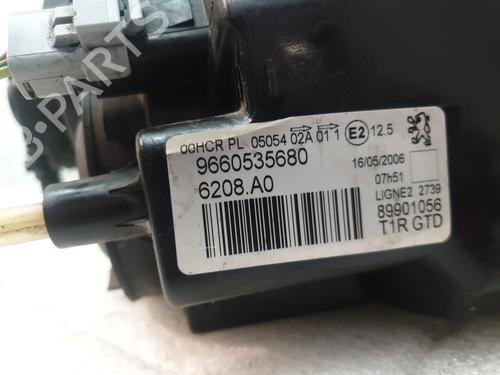 B-PARTS
00HCR PL 05054 02A 01 E2 12.5
9660535680
6208.A0
16/05/2006
07h51
LIGNE2 2739
89901056
T1R GTD